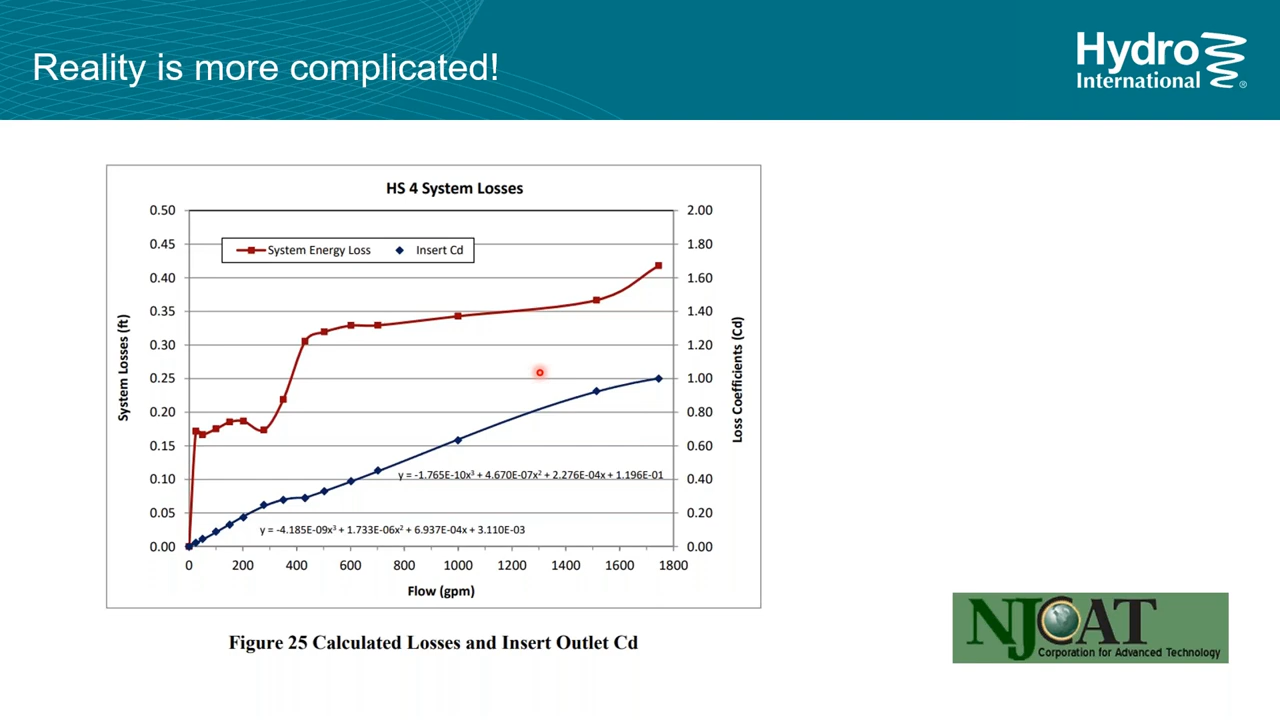 Reality is more complicated!
Hydro
International
®
HS 4 System Losses
System Energy Loss
Insert Cd
0.50
0.45
0.40
0.35
0.30
0.25
0.20
0.15
0.10
0.05
0.00
System Losses (ft)
2.00
1.80
1.60
1.40
1.20
1.00
0.80
0.60
0.40
0.20
0.00
Loss Coefficients (Cd)
y = -1.765E-10x³ + 4.670E-07x² + 2.276E-04x + 1.196E-01
y = -4.185E-09x³ + 1.733E-06x² + 6.937E-04x + 3.110E-03
0 200 400 600 800 1000 1200 1400 1600 1800
Flow (gpm)
Figure 25 Calculated Losses and Insert Outlet Cd
NJCAT
Corporation for Advanced Technology